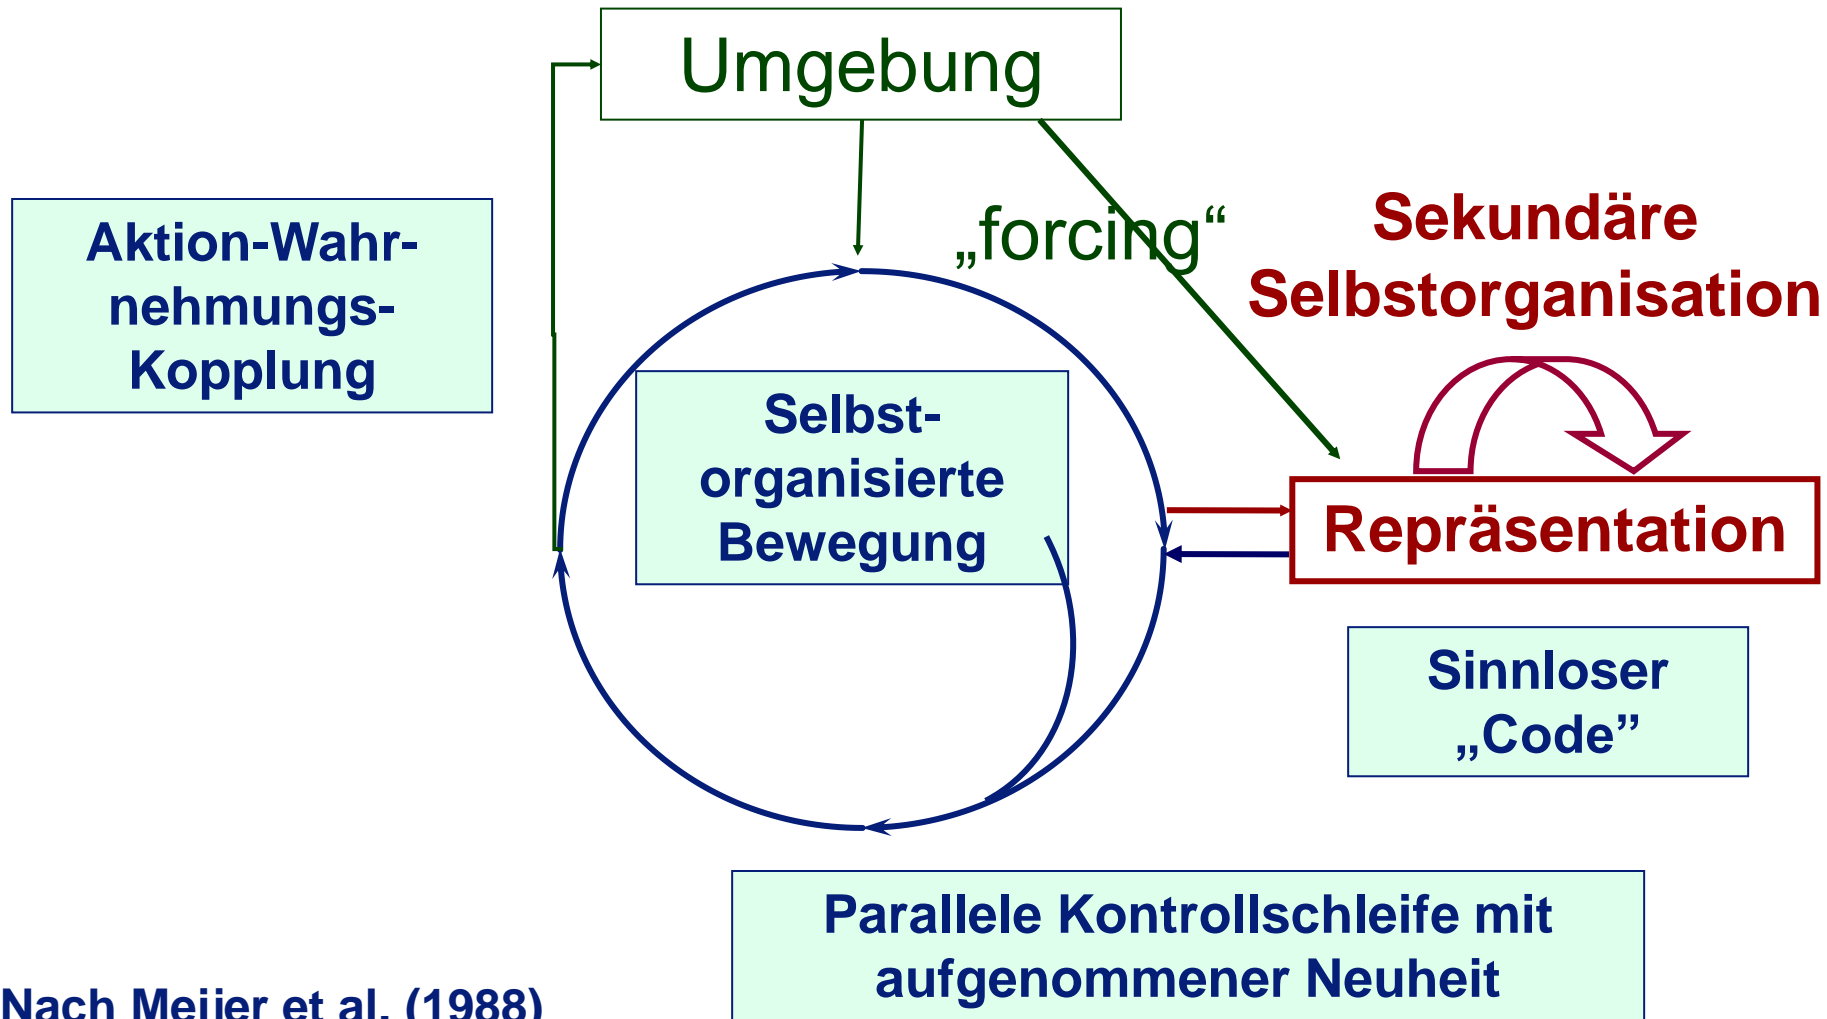 Umgebung
Aktion-Wahr-
nehmungs-
Kopplung
„forcing“
Sekundäre
Selbstorganisation
Selbst-
organisierte
Bewegung
Repräsentation
Sinnloser
„Code”
Parallele Kontrollschleife mit
aufgenommener Neuheit
Nach Meijer et al. (1988)